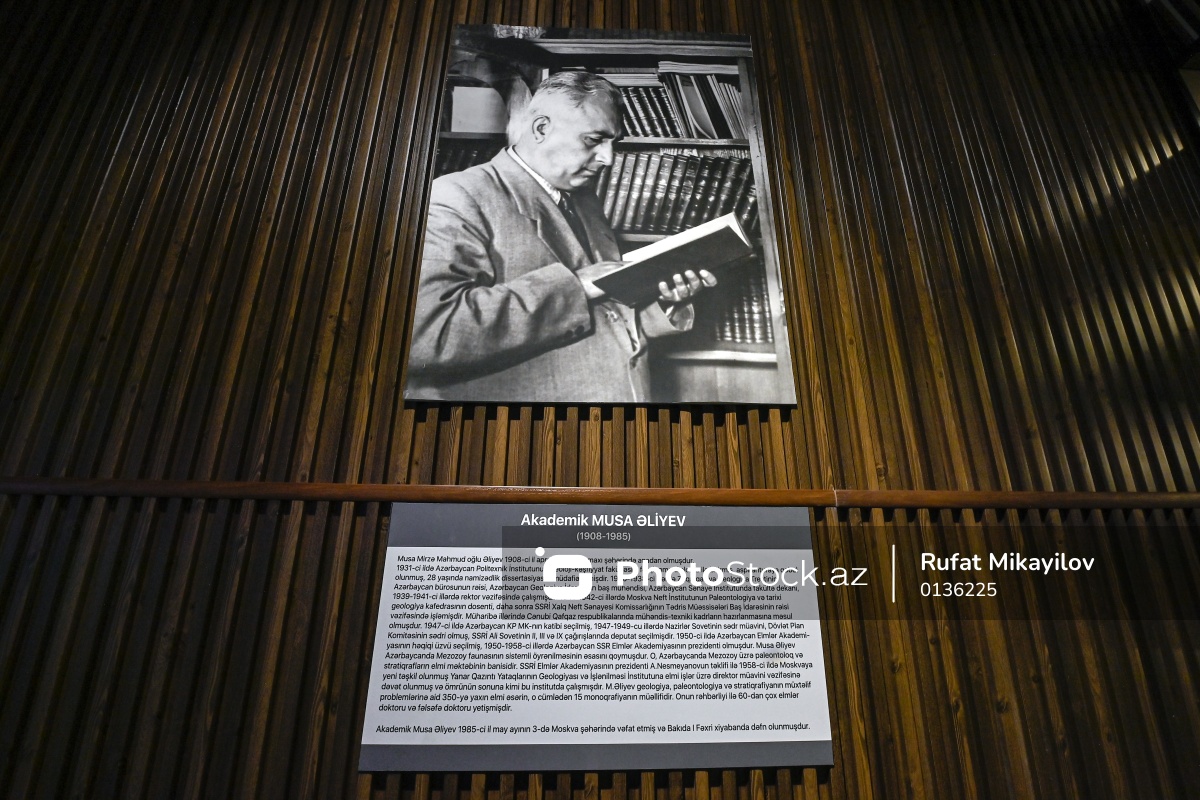 Akademik MUSA ƏLİYEV
(1908-1985)
Musa Mirzə Mahmud oğlu Əliyev 1908-ci il şəhərində anadan olmuşdur.
1931-ci ildə Azərbaycan Politexnik İnstitutunu
olunmuş, 28 yaşında namizədlik dissertasiyası müdafiə
Azərbaycan bürosunun rəisi, Azərbaycan baş mühəndisi, Azərbaycan Sənaye İnstitutunda fakültə dekanı,
1939-1941-ci illərdə rektor vəzifəsində çalışmış illərdə Moskva Neft İnstitutunun Paleontologiya və tarixi
geologiya kafedrasının dosenti, daha sonra SSRİ Xalq Neft Sənayesi Komissarlığının Tədris Müəssisələri Baş İdarəsinin rəisi
vəzifəsində işləmişdir. Müharibə illərində Cənubi Qafqaz respublikalarında mühəndis-texniki kadrların hazırlanmasına məsul
olmuşdur. 1947-ci ildə Azərbaycan KP MK-nın katibi seçilmiş, 1947-1949-cu illərdə Nazirlər Sovetinin sədr müavini, Dövlət Plan
Komitəsinin sədri olmuş, SSRİ Ali Sovetinin II, III və IX çağırışlarında deputat seçilmişdir. 1950-ci ildə Azərbaycan Elmlər Akademi-
yasının həqiqi üzvü seçilmiş, 1950-1958-ci illərdə Azərbaycan SSR Elmlər Akademiyasının prezidenti olmuşdur. Musa Əliyev
Azərbaycanda Mezozoy faunasının sistemli öyrənilməsinin əsasını qoymuşdur. O, Azərbaycanda Mezozoy üzrə paleontoloq və
stratiqrafların elmi məktəbinin banisidir. SSRİ Elmlər Akademiyasının prezidenti A.Nesmeyanovun təklifi ilə 1958-ci ildə Moskvaya
yeni təşkil olunmuş Yanar Qazıntı Yataqlarının Geologiyası və İşlənilməsi İnstitutuna elmi işlər üzrə direktor müavini vəzifəsinə
dəvət olunmuş və ömrünün sonuna kimi bu institutda çalışmışdır. M.Əliyev geologiya, paleontologiya və stratiqrafiyanın müxtəlif
problemlərinə aid 350-yə yaxın elmi əsərin, o cümlədən 15 monoqrafiyanın müəllifidir. Onun rəhbərliyi ilə 60-dan çox elmlər
doktoru və fəlsəfə doktoru yetişmişdir.
Akademik Musa Əliyev 1985-ci il may ayının 3-də Moskva şəhərində vəfat etmiş və Bakıda I Fəxri xiyabanda dəfn olunmuşdur.
PhotoStock.az
Rufat Mikayilov
0136225